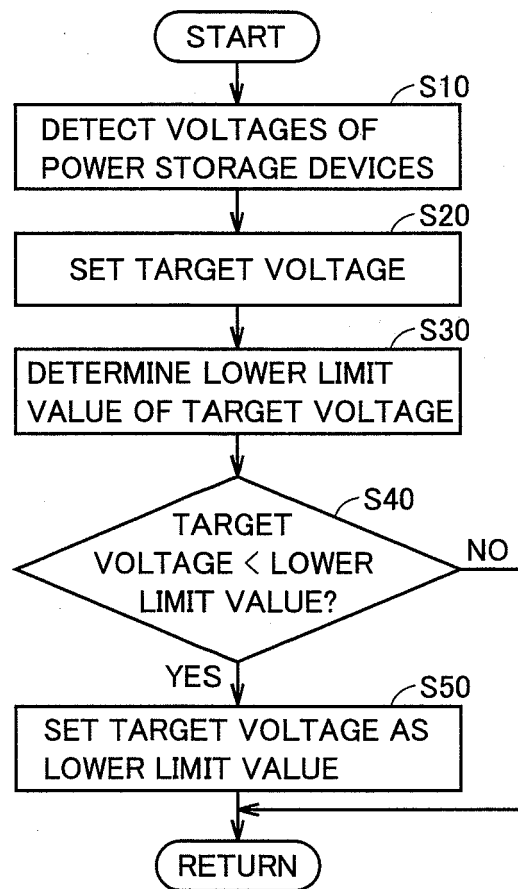 START
S10
DETECT VOLTAGES OF
POWER STORAGE DEVICES
S20
SET TARGET VOLTAGE
S30
DETERMINE LOWER LIMIT
VALUE OF TARGET VOLTAGE
S40
TARGET
VOLTAGE < LOWER
LIMIT VALUE?
NO
YES
S50
SET TARGET VOLTAGE AS
LOWER LIMIT VALUE
RETURN